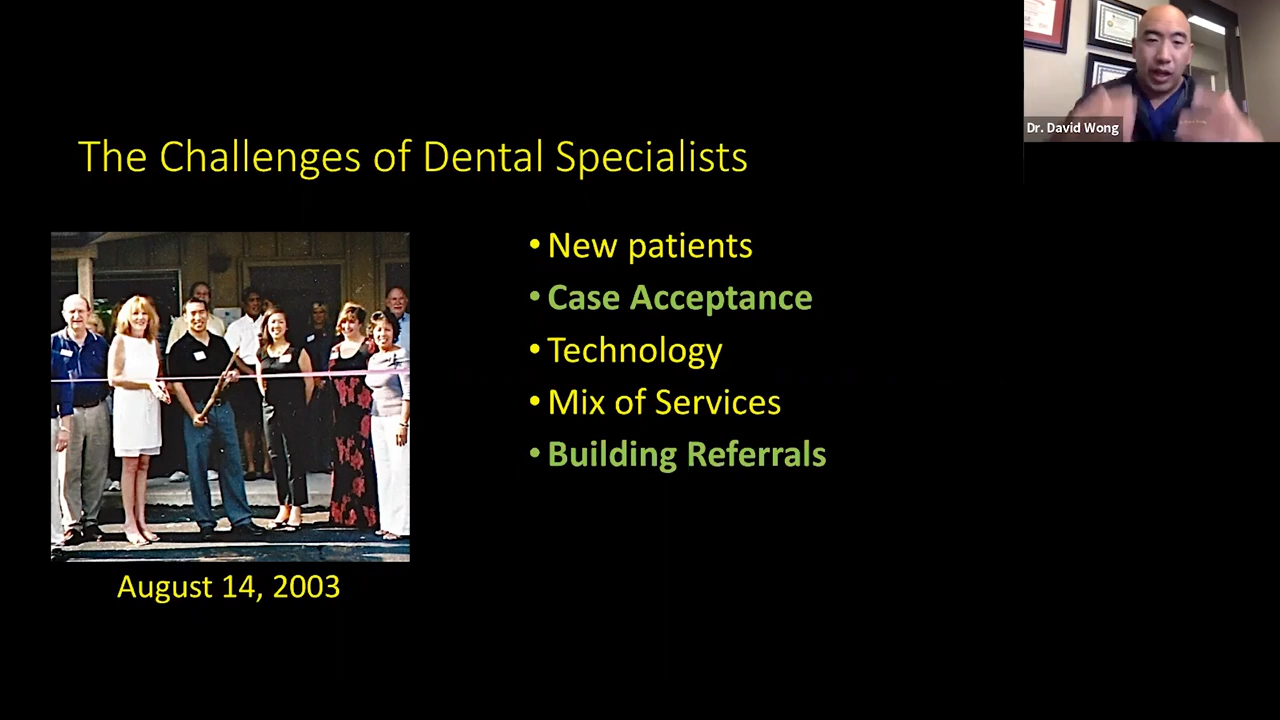 Dr. David Wong
The Challenges of Dental Specialists
• New patients
• Case Acceptance
• Technology
• Mix of Services
• Building Referrals
August 14, 2003